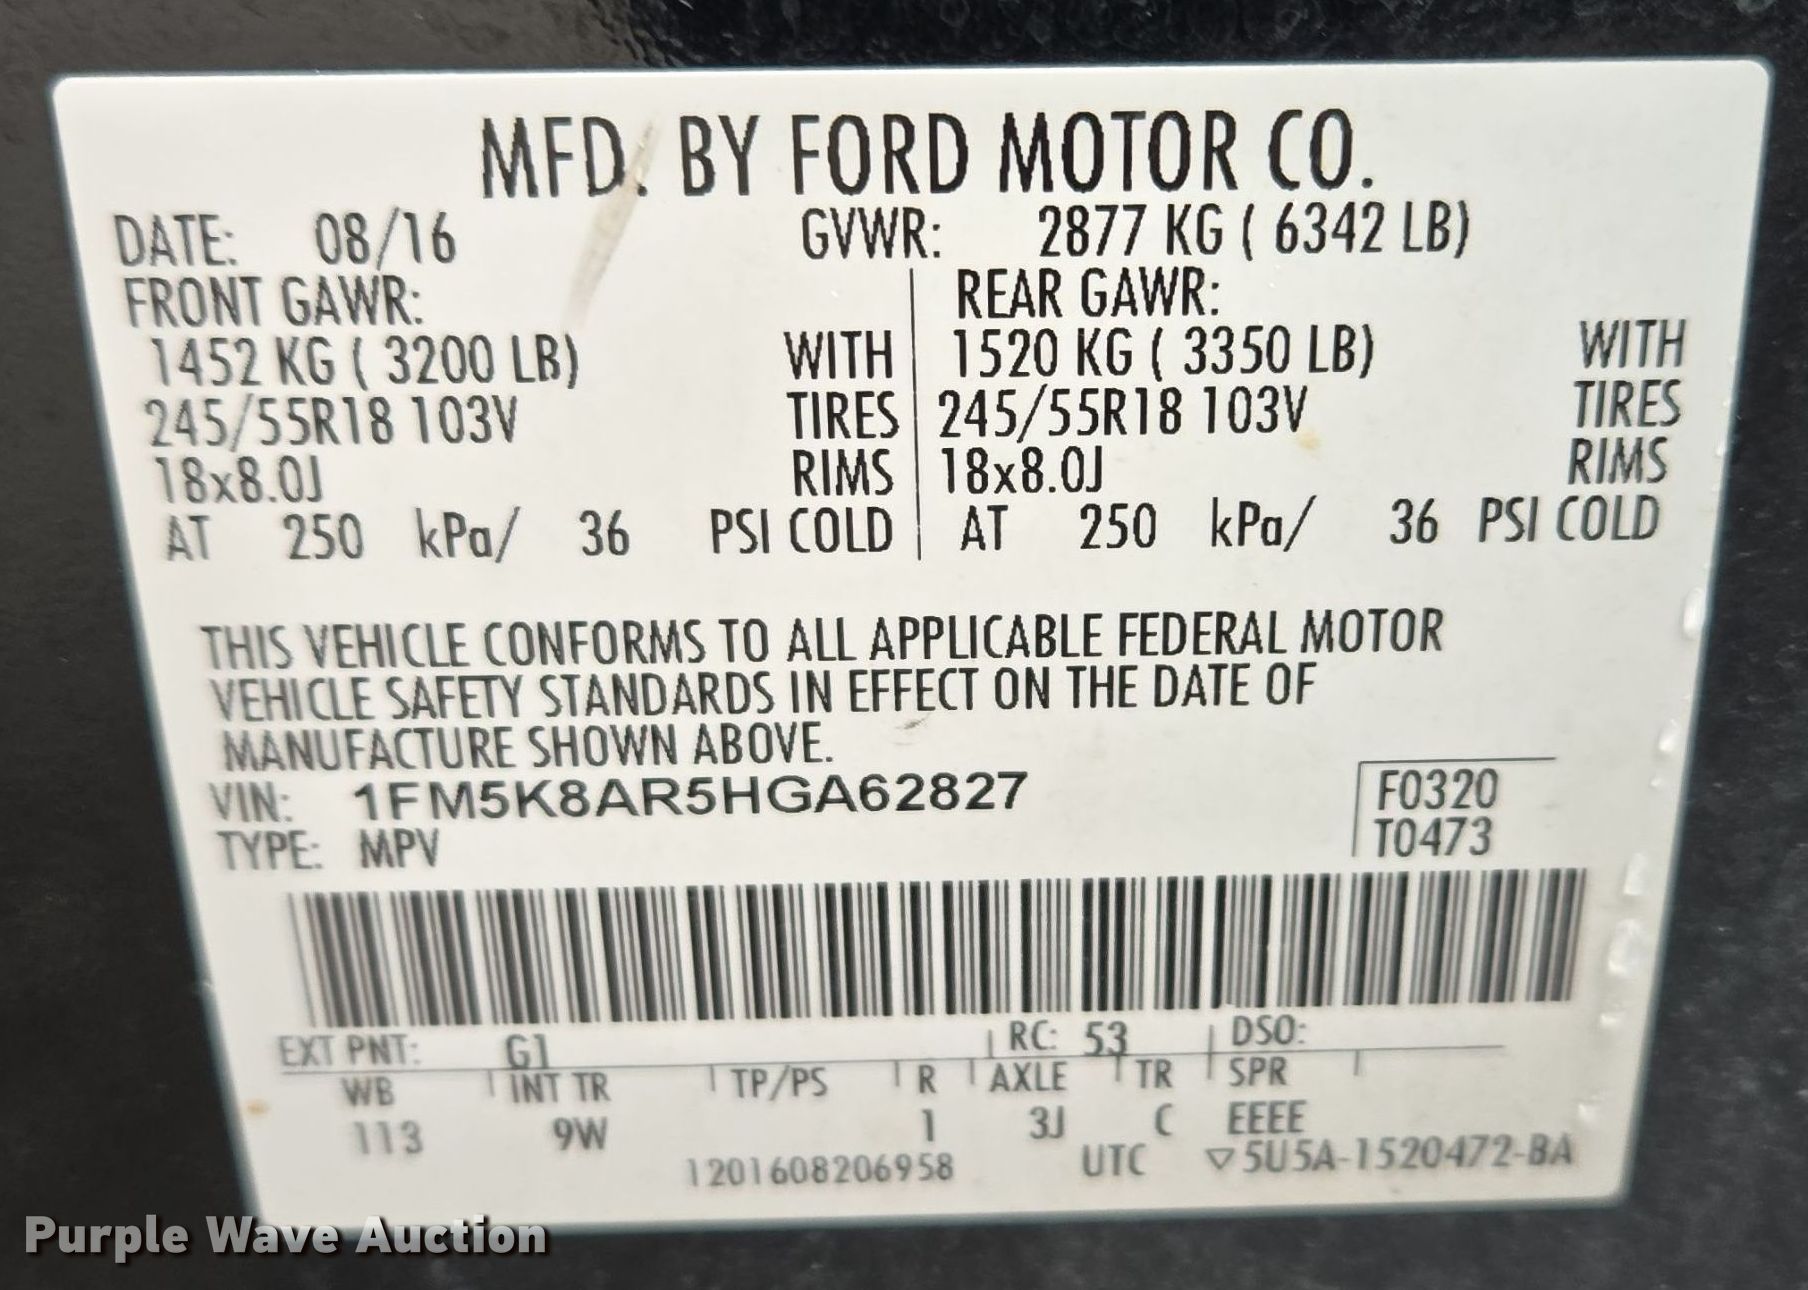 MFD. BY FORD MOTOR CO.
DATE: 08/16 GVWR: 2877 KG ( 6342 LB)
FRONT GAWR: REAR GAWR:
1452 KG ( 3200 LB) WITH 1520 KG ( 3350 LB) WITH
245/55R18 103V TIRES 245/55R18 103V TIRES
18x8.0J RIMS 18x8.0J RIMS
AT 250 kPa/ 36 PSI COLD AT 250 kPa/ 36 PSI COLD
THIS VEHICLE CONFORMS TO ALL APPLICABLE FEDERAL MOTOR
VEHICLE SAFETY STANDARDS IN EFFECT ON THE DATE OF
MANUFACTURE SHOWN ABOVE.
VIN: 1FM5K8AR5HGA62827 F0320
TYPE: MPV T0473
EXT PNT: G1 RC: 53 DSO:
WB INT TR TP/PS R AXLE TR SPR
113 9W 1 3J C EEEE
1201608206958 UTC ▽5U5A-1520472-BA
Purple Wave Auction